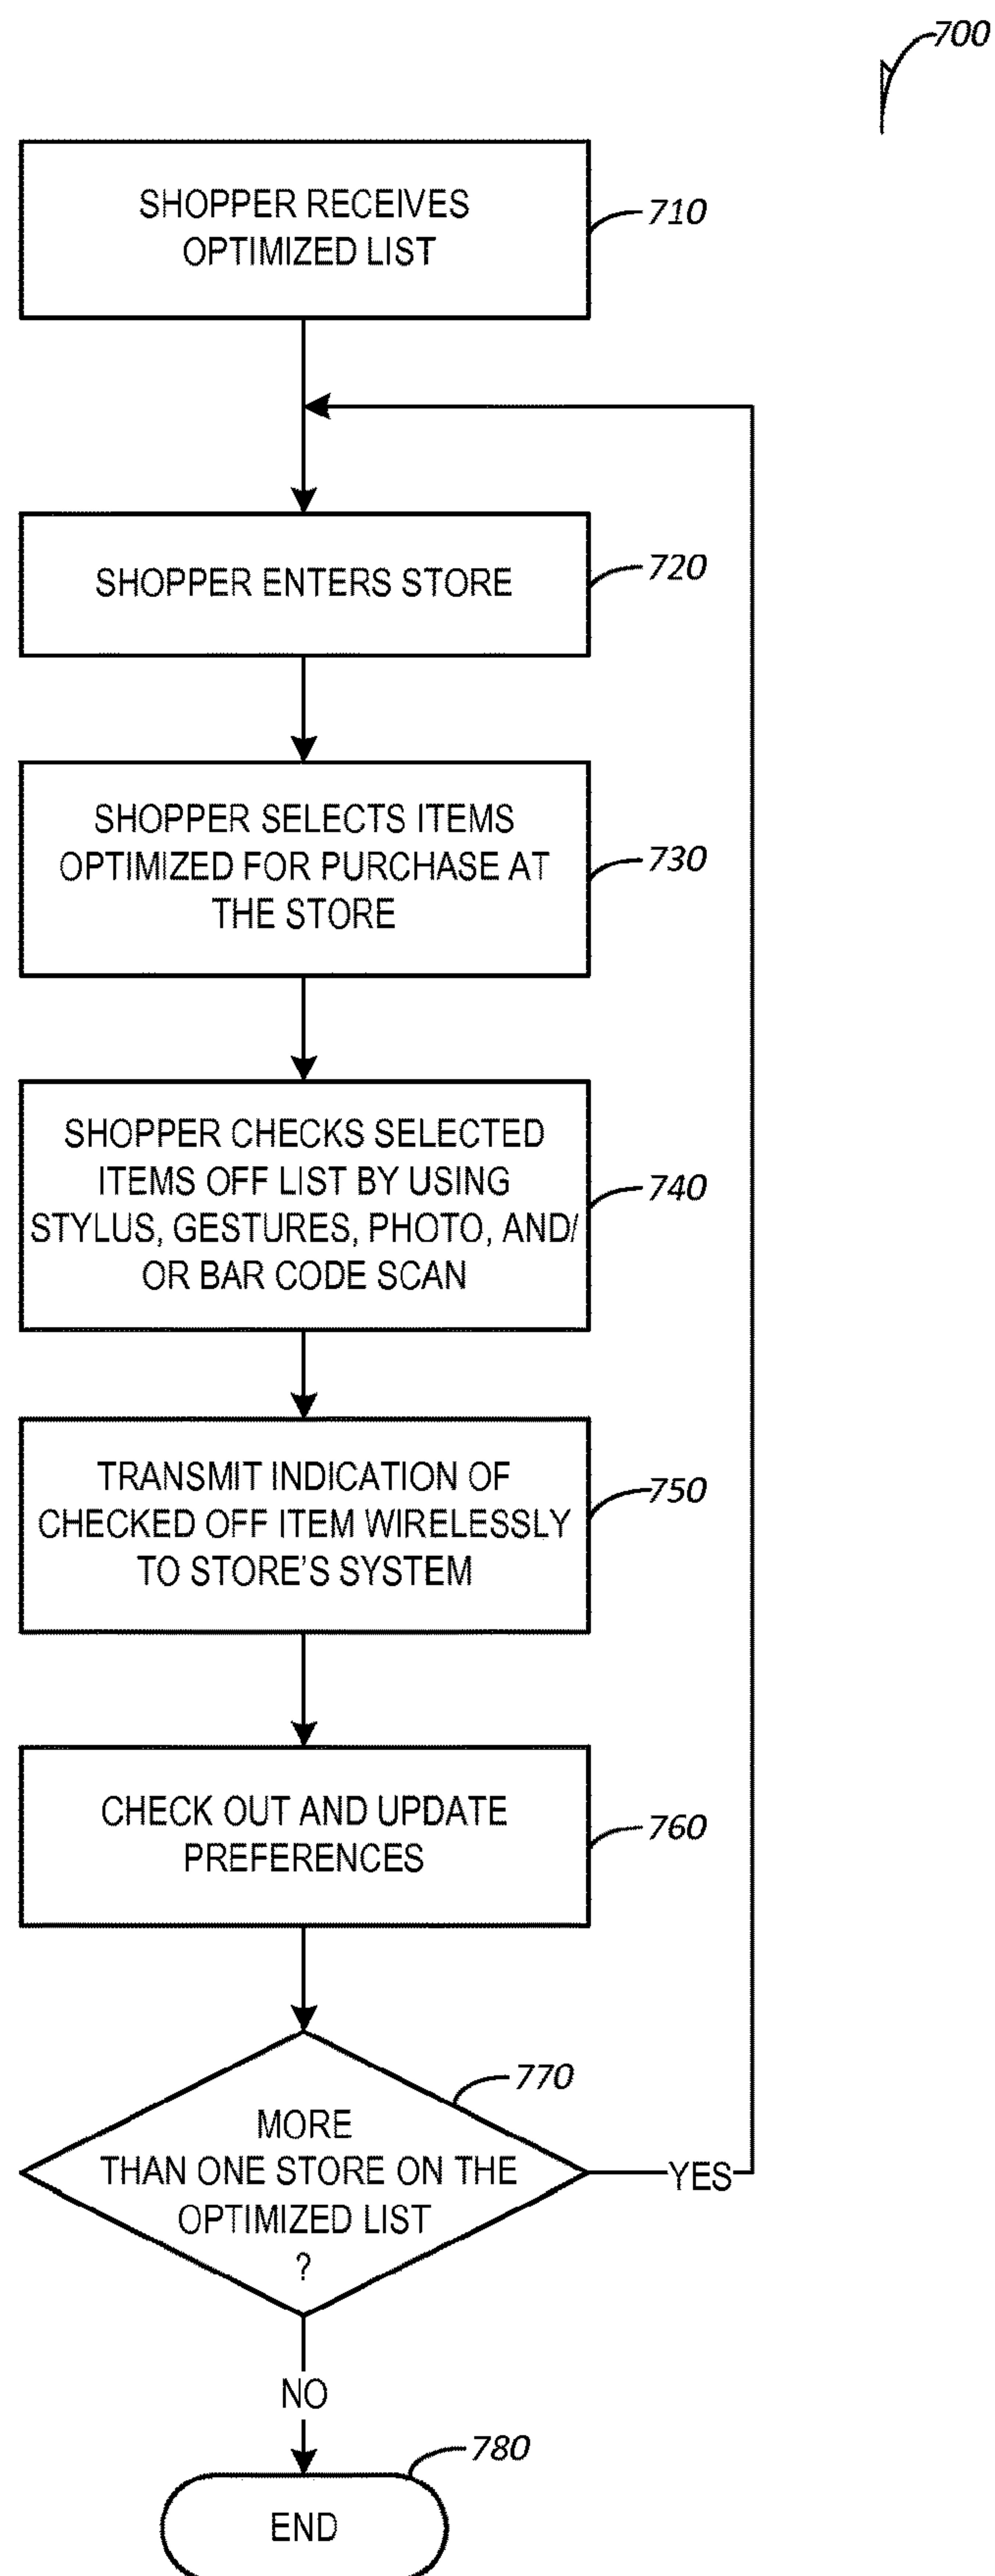 700
SHOPPER RECEIVES
OPTIMIZED LIST
710
SHOPPER ENTERS STORE
720
SHOPPER SELECTS ITEMS
OPTIMIZED FOR PURCHASE AT
THE STORE
730
SHOPPER CHECKS SELECTED
ITEMS OFF LIST BY USING
STYLUS, GESTURES, PHOTO, AND/
OR BAR CODE SCAN
740
TRANSMIT INDICATION OF
CHECKED OFF ITEM WIRELESSLY
TO STORE'S SYSTEM
750
CHECK OUT AND UPDATE
PREFERENCES
760
770
MORE
THAN ONE STORE ON THE
OPTIMIZED LIST
?
YES
NO
780
END